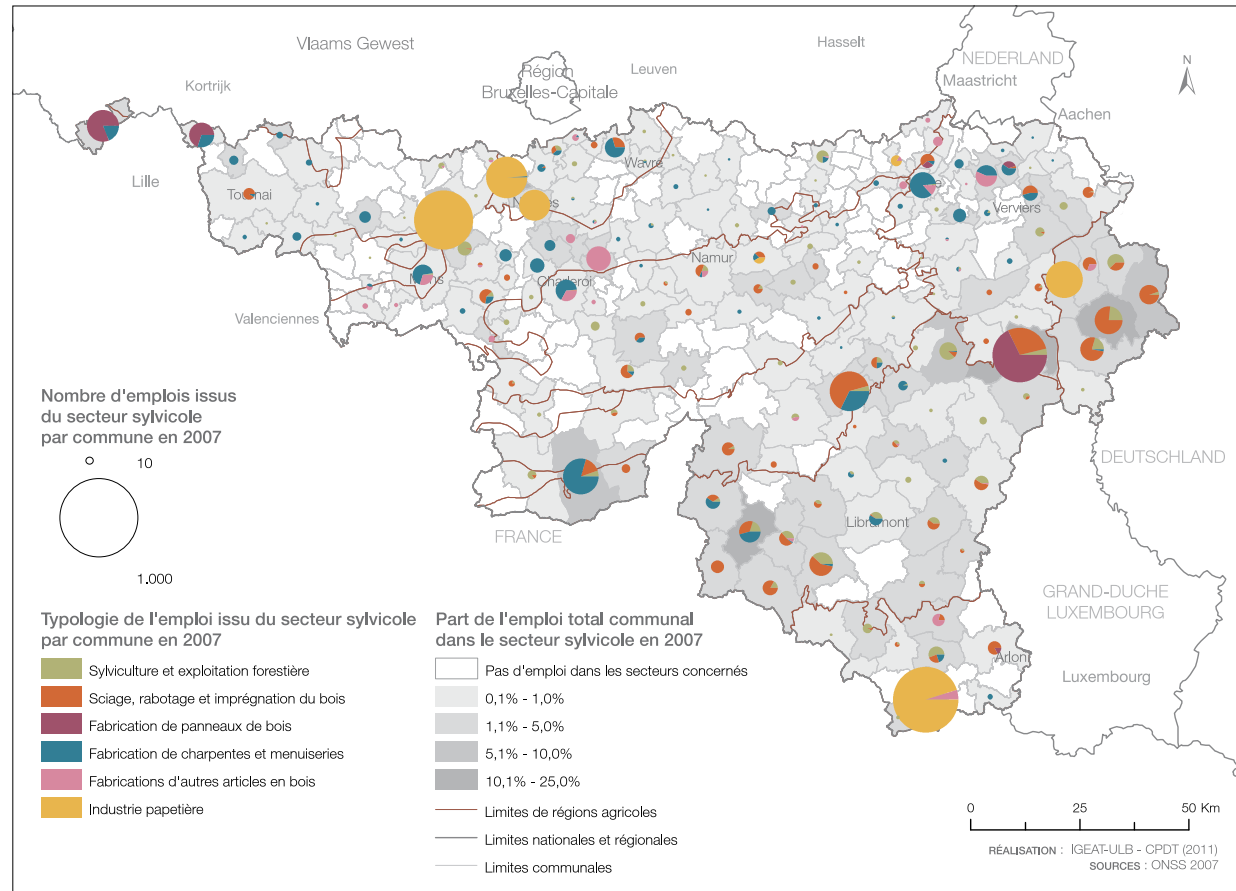 Vlaams Gewest
Hasselt
NEDERLAND
Maastricht
N
Kortrijk
Région
Bruxelles-Capitale
Leuven
Aachen
Lille
Tournai
Wavre
Verviers
Namur
Mons
Charleroi
Valenciennes
DEUTSCHLAND
FRANCE
Libramont
GRAND-DUCHE
LUXEMBOURG
Arlon
Luxembourg
Nombre d'emplois issus
du secteur sylvicole
par commune en 2007
10
1.000
Typologie de l'emploi issu du secteur sylvicole
par commune en 2007
Sylviculture et exploitation forestière
Sciage, rabotage et imprégnation du bois
Fabrication de panneaux de bois
Fabrication de charpentes et menuiseries
Fabrications d'autres articles en bois
Industrie papetière
Part de l'emploi total communal
dans le secteur sylvicole en 2007
Pas d'emploi dans les secteurs concernés
0,1% - 1,0%
1,1% - 5,0%
5,1% - 10,0%
10,1% - 25,0%
Limites de régions agricoles
Limites nationales et régionales
Limites communales
0 25 50 Km
RÉALISATION : IGEAT-ULB - CPDT (2011)
SOURCES : ONSS 2007